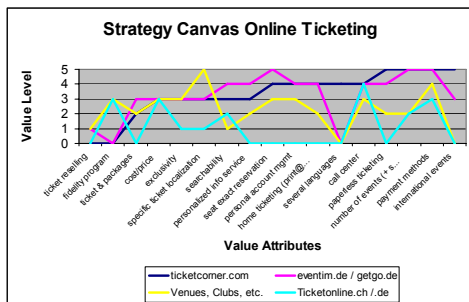 Strategy Canvas Online Ticketing
Value Level
5
4
3
2
1
0
ticket reselling
fidelity program
ticket & packages
cost/price
exclusivity
specific ticket localization
searchability
personalized info service
seat exact reservation
personal account mgmt
home ticketing (print@...
several languages
call center
paperless ticketing
number of events (+ s...
payment methods
international events
Value Attributes
ticketcorner.com
eventim.de / getgo.de
Venues, Clubs, etc.
Ticketonline.ch /.de